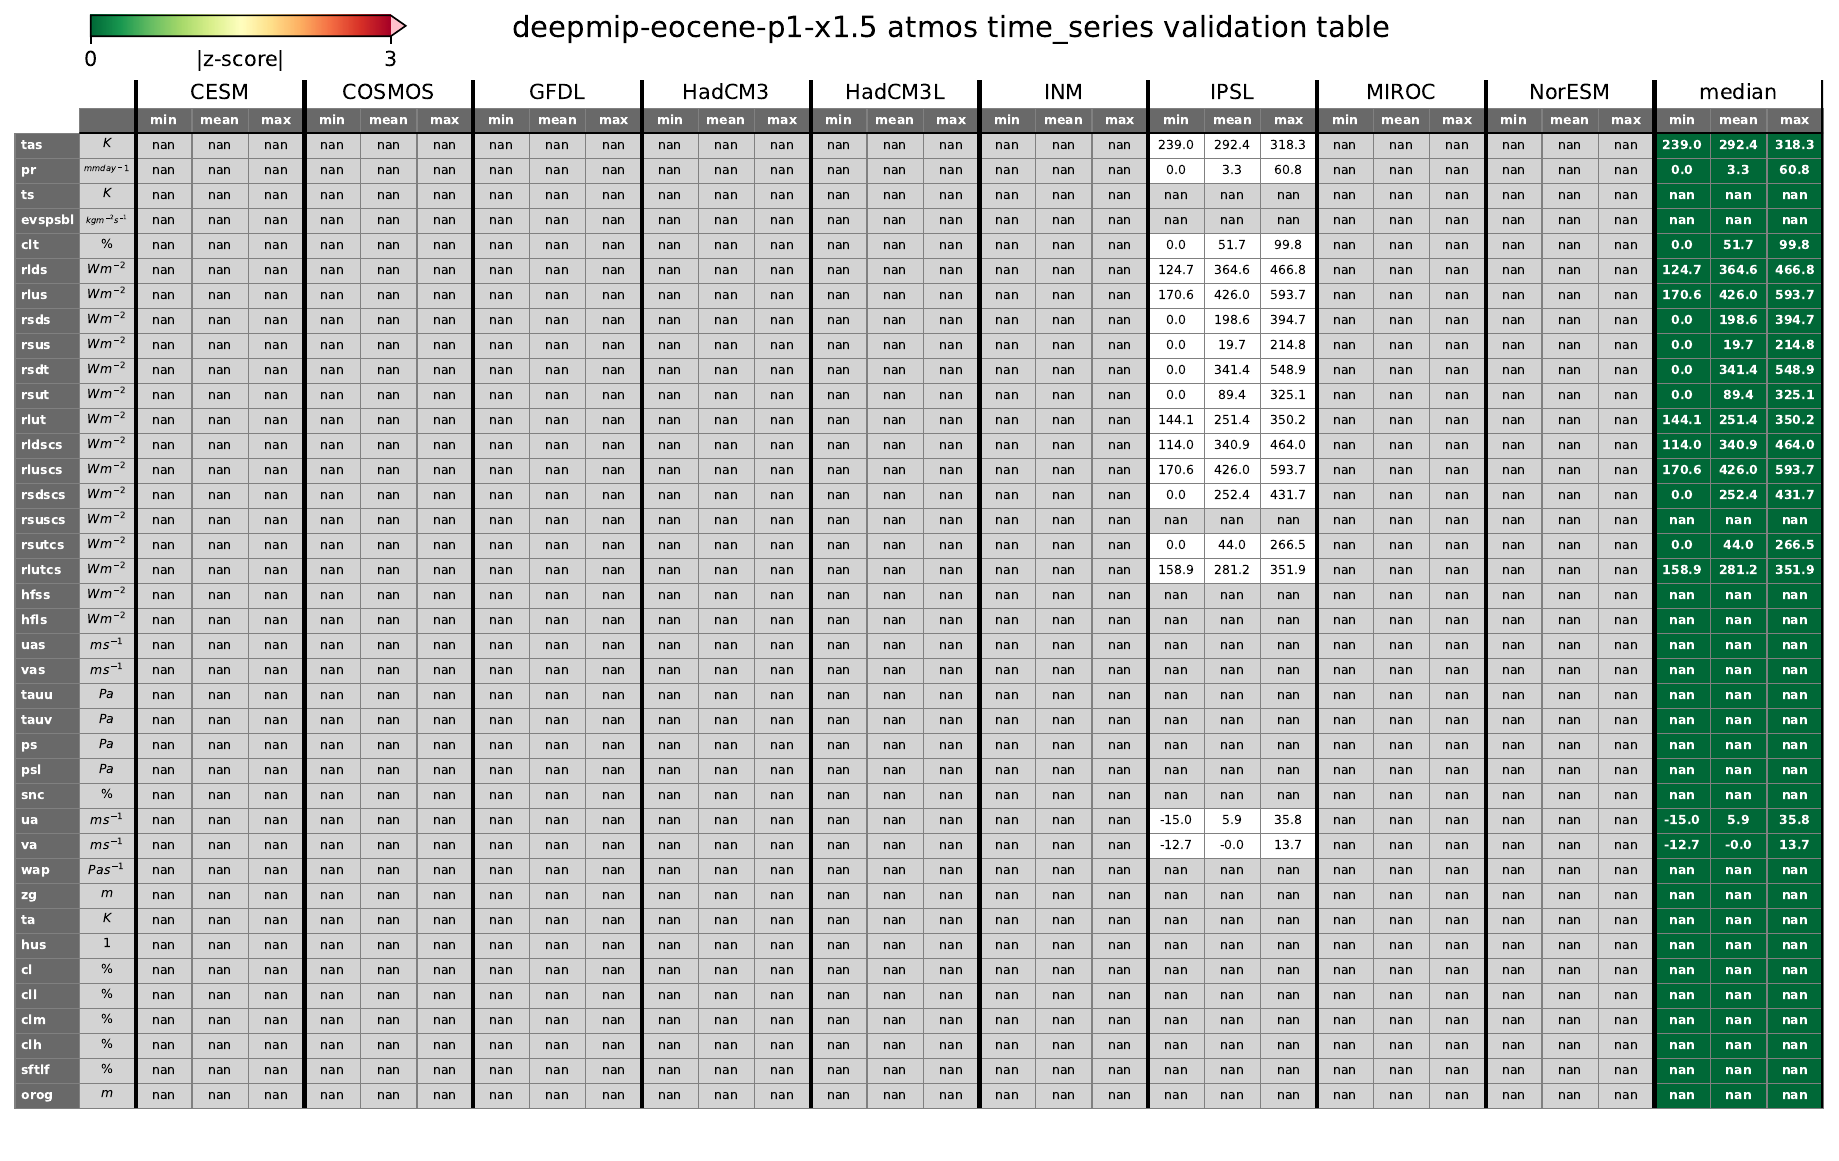 deepmip-eocene-p1-x1.5 atmos time_series validation table
0 |z-score| 3
CESM COSMOS GFDL HadCM3 HadCM3L INM IPSL MIROC NorESM median
min mean max min mean max min mean max min mean max min mean max min mean max min mean max min mean max min mean max min mean max
tas K nan nan nan nan nan nan nan nan nan nan nan nan nan nan nan nan nan nan 239.0 292.4 318.3 nan nan nan nan nan nan 239.0 292.4 318.3
pr mmday−1 nan nan nan nan nan nan nan nan nan nan nan nan nan nan nan nan nan nan 0.0 3.3 60.8 nan nan nan nan nan nan 0.0 3.3 60.8
ts K nan nan nan nan nan nan nan nan nan nan nan nan nan nan nan nan nan nan nan nan nan nan nan nan nan nan nan nan nan nan
evspsbl kgm⁻²s⁻¹ nan nan nan nan nan nan nan nan nan nan nan nan nan nan nan nan nan nan nan nan nan nan nan nan nan nan nan nan nan nan
clt % nan nan nan nan nan nan nan nan nan nan nan nan nan nan nan nan nan nan 0.0 51.7 99.8 nan nan nan nan nan nan 0.0 51.7 99.8
rlds Wm⁻² nan nan nan nan nan nan nan nan nan nan nan nan nan nan nan nan nan nan 124.7 364.6 466.8 nan nan nan nan nan nan 124.7 364.6 466.8
rlus Wm⁻² nan nan nan nan nan nan nan nan nan nan nan nan nan nan nan nan nan nan 170.6 426.0 593.7 nan nan nan nan nan nan 170.6 426.0 593.7
rsds Wm⁻² nan nan nan nan nan nan nan nan nan nan nan nan nan nan nan nan nan nan 0.0 198.6 394.7 nan nan nan nan nan nan 0.0 198.6 394.7
rsus Wm⁻² nan nan nan nan nan nan nan nan nan nan nan nan nan nan nan nan nan nan 0.0 19.7 214.8 nan nan nan nan nan nan 0.0 19.7 214.8
rsdt Wm⁻² nan nan nan nan nan nan nan nan nan nan nan nan nan nan nan nan nan nan 0.0 341.4 548.9 nan nan nan nan nan nan 0.0 341.4 548.9
rsut Wm⁻² nan nan nan nan nan nan nan nan nan nan nan nan nan nan nan nan nan nan 0.0 89.4 325.1 nan nan nan nan nan nan 0.0 89.4 325.1
rlut Wm⁻² nan nan nan nan nan nan nan nan nan nan nan nan nan nan nan nan nan nan 144.1 251.4 350.2 nan nan nan nan nan nan 144.1 251.4 350.2
rldscs Wm⁻² nan nan nan nan nan nan nan nan nan nan nan nan nan nan nan nan nan nan 114.0 340.9 464.0 nan nan nan nan nan nan 114.0 340.9 464.0
rluscs Wm⁻² nan nan nan nan nan nan nan nan nan nan nan nan nan nan nan nan nan nan 170.6 426.0 593.7 nan nan nan nan nan nan 170.6 426.0 593.7
rsdscs Wm⁻² nan nan nan nan nan nan nan nan nan nan nan nan nan nan nan nan nan nan 0.0 252.4 431.7 nan nan nan nan nan nan 0.0 252.4 431.7
rsuscs Wm⁻² nan nan nan nan nan nan nan nan nan nan nan nan nan nan nan nan nan nan nan nan nan nan nan nan nan nan nan nan nan nan
rsutcs Wm⁻² nan nan nan nan nan nan nan nan nan nan nan nan nan nan nan nan nan nan 0.0 44.0 266.5 nan nan nan nan nan nan 0.0 44.0 266.5
rlutcs Wm⁻² nan nan nan nan nan nan nan nan nan nan nan nan nan nan nan nan nan nan 158.9 281.2 351.9 nan nan nan nan nan nan 158.9 281.2 351.9
hfss Wm⁻² nan nan nan nan nan nan nan nan nan nan nan nan nan nan nan nan nan nan nan nan nan nan nan nan nan nan nan nan nan nan
hfls Wm⁻² nan nan nan nan nan nan nan nan nan nan nan nan nan nan nan nan nan nan nan nan nan nan nan nan nan nan nan nan nan nan
uas ms⁻¹ nan nan nan nan nan nan nan nan nan nan nan nan nan nan nan nan nan nan nan nan nan nan nan nan nan nan nan nan nan nan
vas ms⁻¹ nan nan nan nan nan nan nan nan nan nan nan nan nan nan nan nan nan nan nan nan nan nan nan nan nan nan nan nan nan nan
tauu Pa nan nan nan nan nan nan nan nan nan nan nan nan nan nan nan nan nan nan nan nan nan nan nan nan nan nan nan nan nan nan
tauv Pa nan nan nan nan nan nan nan nan nan nan nan nan nan nan nan nan nan nan nan nan nan nan nan nan nan nan nan nan nan nan
ps Pa nan nan nan nan nan nan nan nan nan nan nan nan nan nan nan nan nan nan nan nan nan nan nan nan nan nan nan nan nan nan
psl Pa nan nan nan nan nan nan nan nan nan nan nan nan nan nan nan nan nan nan nan nan nan nan nan nan nan nan nan nan nan nan
snc % nan nan nan nan nan nan nan nan nan nan nan nan nan nan nan nan nan nan nan nan nan nan nan nan nan nan nan nan nan nan
ua ms⁻¹ nan nan nan nan nan nan nan nan nan nan nan nan nan nan nan nan nan nan -15.0 5.9 35.8 nan nan nan nan nan nan -15.0 5.9 35.8
va ms⁻¹ nan nan nan nan nan nan nan nan nan nan nan nan nan nan nan nan nan nan -12.7 -0.0 13.7 nan nan nan nan nan nan -12.7 -0.0 13.7
wap Pas⁻¹ nan nan nan nan nan nan nan nan nan nan nan nan nan nan nan nan nan nan nan nan nan nan nan nan nan nan nan nan nan nan
zg m nan nan nan nan nan nan nan nan nan nan nan nan nan nan nan nan nan nan nan nan nan nan nan nan nan nan nan nan nan nan
ta K nan nan nan nan nan nan nan nan nan nan nan nan nan nan nan nan nan nan nan nan nan nan nan nan nan nan nan nan nan nan
hus 1 nan nan nan nan nan nan nan nan nan nan nan nan nan nan nan nan nan nan nan nan nan nan nan nan nan nan nan nan nan nan
cl % nan nan nan nan nan nan nan nan nan nan nan nan nan nan nan nan nan nan nan nan nan nan nan nan nan nan nan nan nan nan
cll % nan nan nan nan nan nan nan nan nan nan nan nan nan nan nan nan nan nan nan nan nan nan nan nan nan nan nan nan nan nan
clm % nan nan nan nan nan nan nan nan nan nan nan nan nan nan nan nan nan nan nan nan nan nan nan nan nan nan nan nan nan nan
clh % nan nan nan nan nan nan nan nan nan nan nan nan nan nan nan nan nan nan nan nan nan nan nan nan nan nan nan nan nan nan
sftlf % nan nan nan nan nan nan nan nan nan nan nan nan nan nan nan nan nan nan nan nan nan nan nan nan nan nan nan nan nan nan
orog m nan nan nan nan nan nan nan nan nan nan nan nan nan nan nan nan nan nan nan nan nan nan nan nan nan nan nan nan nan nan